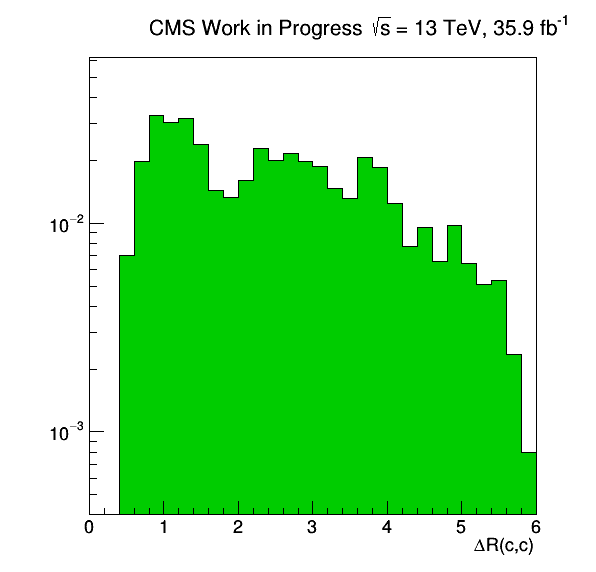 CMS Work in Progress √s = 13 TeV, 35.9 fb⁻¹
10⁻²
10⁻³
0 1 2 3 4 5 6
ΔR(c,c)